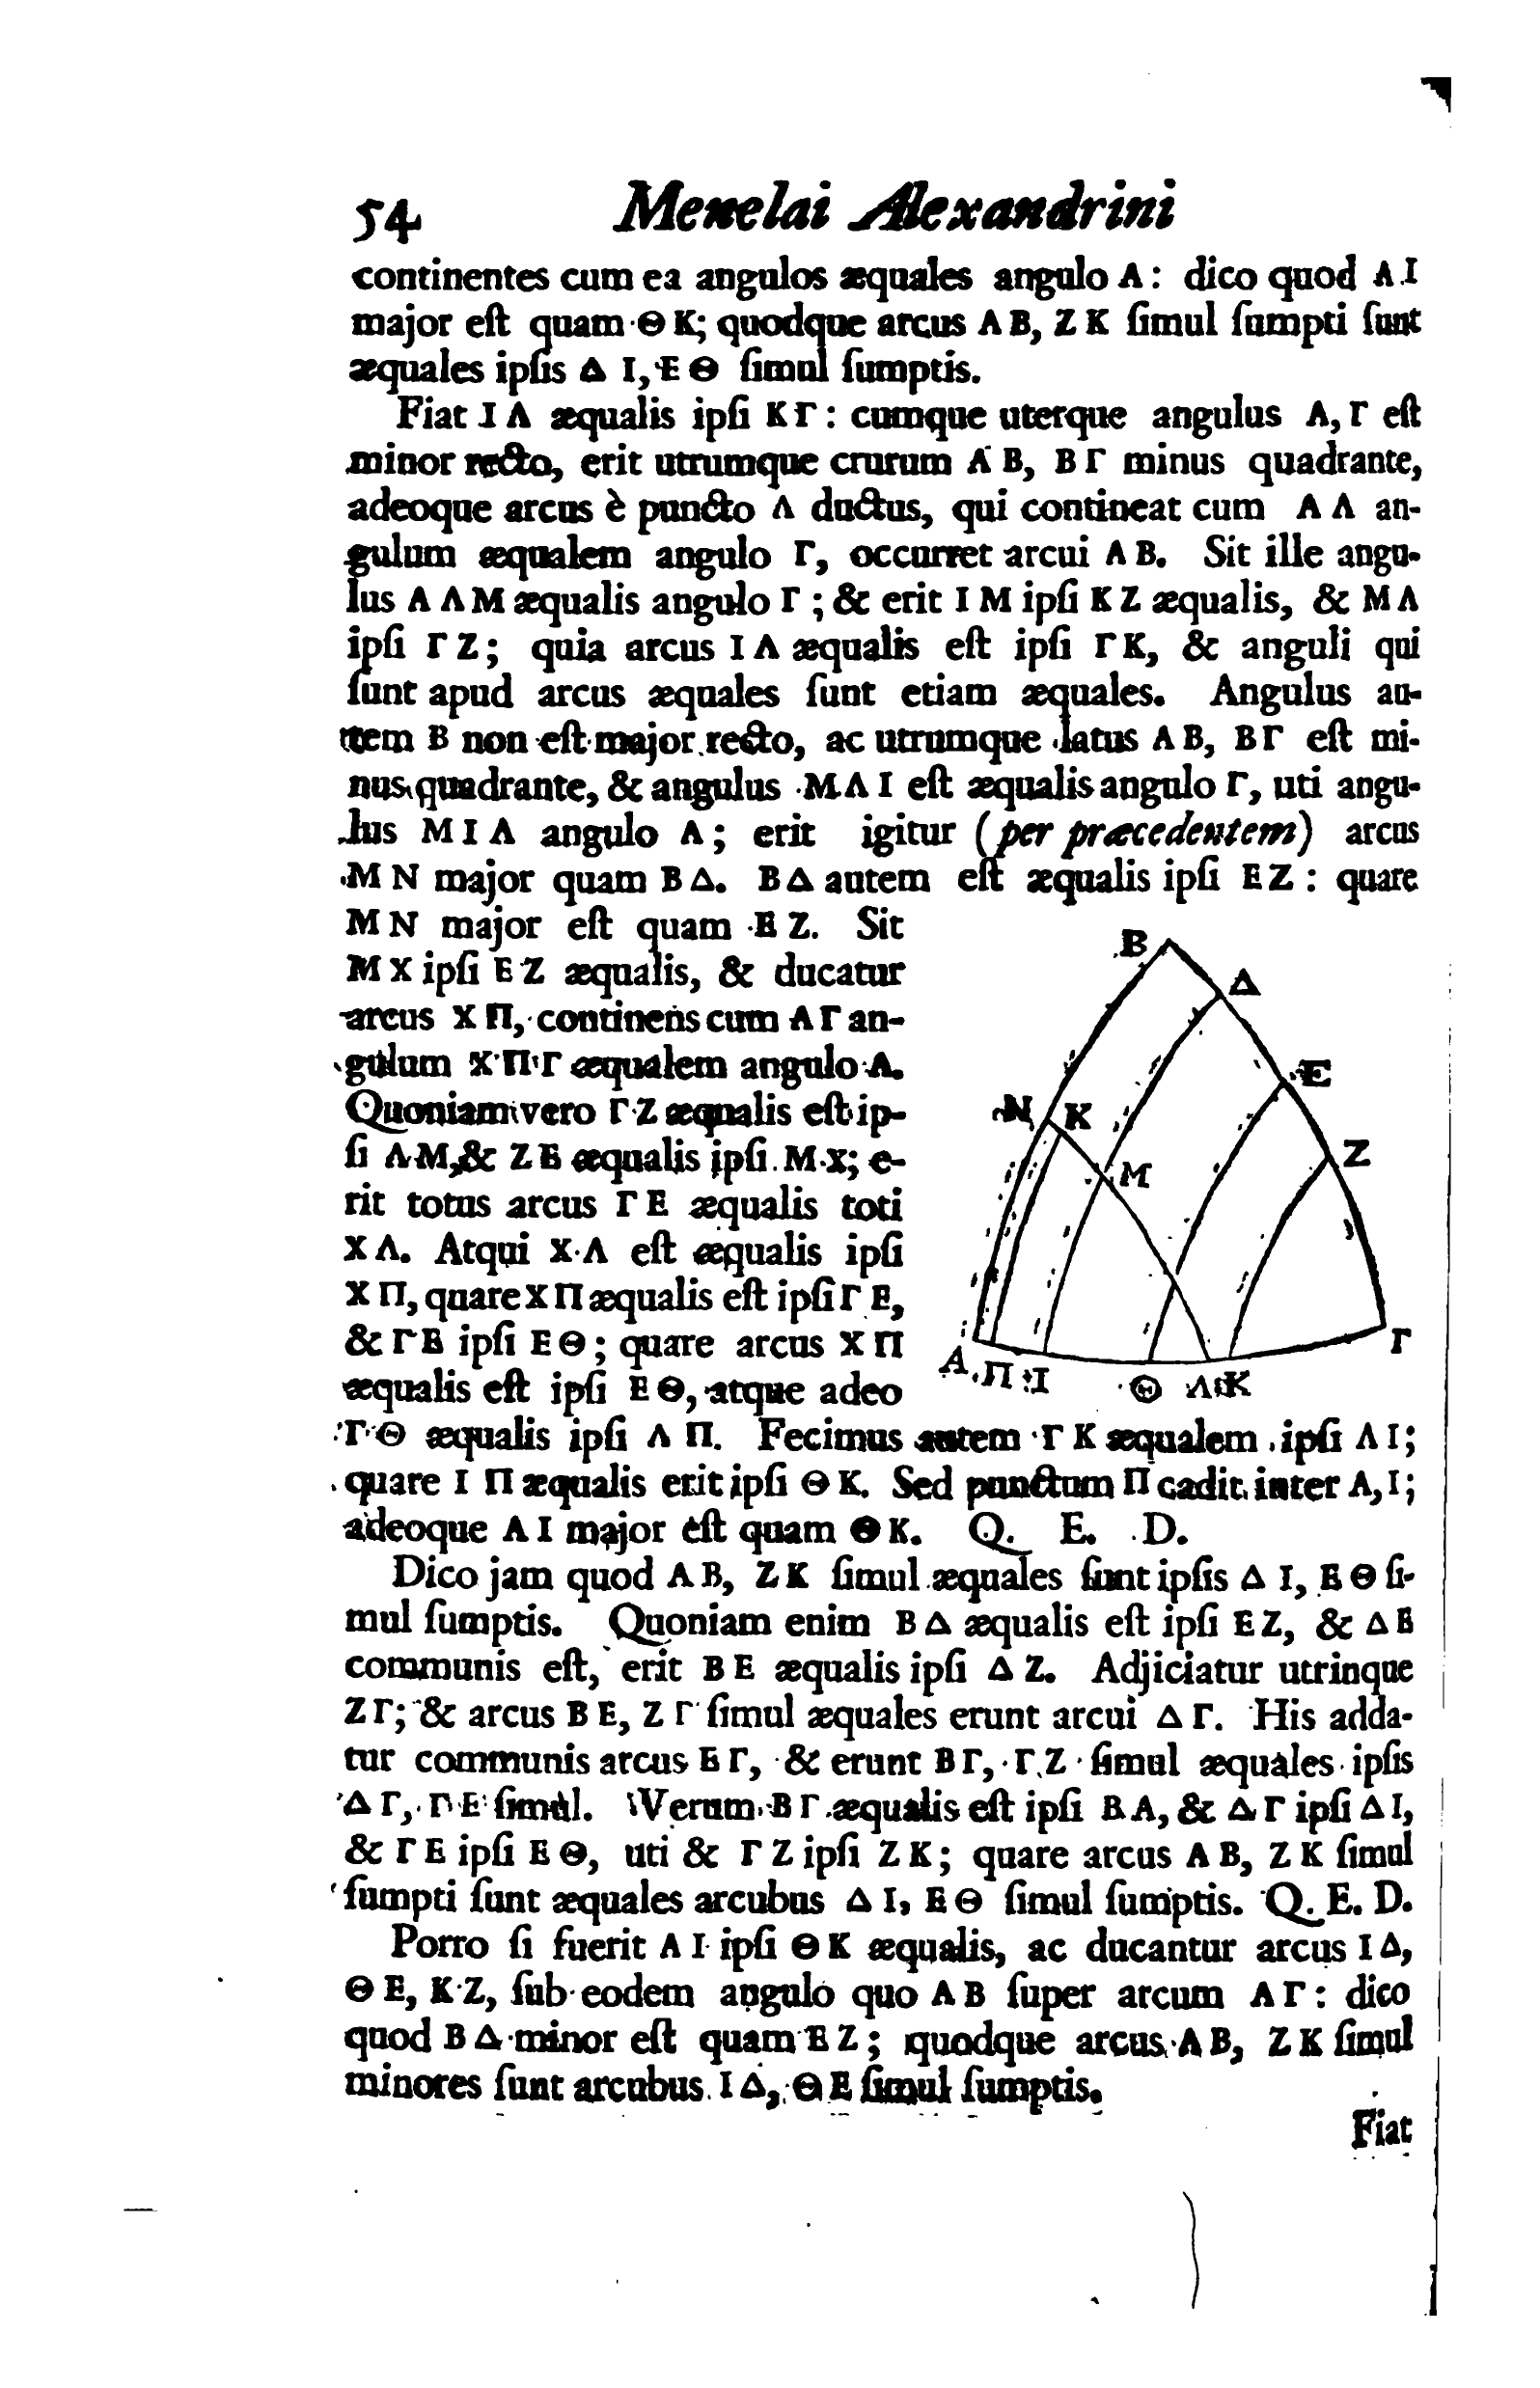 54 Menelai Alexandrini
continentes cum ea angulos æquales angulo Α: dico quod Α Ι
major eſt quam Θ Κ; quodque arcus Α Β, Ζ Κ ſimul ſumpti ſunt
æquales ipſis Δ Ι, Ε Θ ſimul ſumptis.
Fiat Ι Λ æqualis ipſi Κ Γ: cumque uterque angulus Α, Γ eſt
minor recto, erit utrumque crurum Α Β, Β Γ minus quadrante,
adeoque arcus è puncto Λ ductus, qui contineat cum Α Λ an-
gulum æqualem angulo Γ, occurret arcui Α Β. Sit ille angu-
lus Α Λ Μ æqualis angulo Γ; & erit Ι Μ ipſi Κ Ζ æqualis, & Μ Λ
ipſi Γ Ζ; quia arcus Ι Λ æqualis eſt ipſi Γ Κ, & anguli qui
ſunt apud arcus æquales ſunt etiam æquales. Angulus au-
tem Β non eſt major recto, ac utrumque latus Α Β, Β Γ eſt mi-
nus quadrante, & angulus Μ Λ Ι eſt æqualis angulo Γ, uti angu-
lus Μ Ι Λ angulo Α; erit igitur (per præcedentem) arcus
Μ Ν major quam Β Δ. Β Δ autem eſt æqualis ipſi Ε Ζ: quare
Μ Ν major eſt quam Ε Ζ. Sit
Μ Χ ipſi Ε Ζ æqualis, & ducatur
arcus Χ Π, continens cum Α Γ an-
gulum Χ Π Γ æqualem angulo Α.
Quoniam vero Γ Ζ æqualis eſt ip-
ſi Λ Μ, & Ζ Ε æqualis ipſi Μ Χ; e-
rit totus arcus Γ Ε æqualis toti
Χ Λ. Atqui Χ Λ eſt æqualis ipſi
Χ Π, quare Χ Π æqualis eſt ipſi Γ Ε,
& Γ Ε ipſi Ε Θ; quare arcus Χ Π
æqualis eſt ipſi Ε Θ, atque adeo
Γ Θ æqualis ipſi Λ Π. Fecimus autem Γ Κ æqualem ipſi Λ Ι;
quare Ι Π æqualis erit ipſi Θ Κ. Sed punctum Π cadit inter Α, Ι;
adeoque Α Ι major eſt quam Θ Κ. Q. E. D.
Dico jam quod Α Β, Ζ Κ ſimul æquales ſunt ipſis Δ Ι, Ε Θ ſi-
mul ſumptis. Quoniam enim Β Δ æqualis eſt ipſi Ε Ζ, & Δ Ε
communis eſt, erit Β Ε æqualis ipſi Δ Ζ. Adjiciatur utrinque
Ζ Γ; & arcus Β Ε, Ζ Γ ſimul æquales erunt arcui Δ Γ. His adda-
tur communis arcus Ε Γ, & erunt Β Γ, Γ Ζ ſimul æquales ipſis
Δ Γ, Γ Ε ſimul. Verum Β Γ æqualis eſt ipſi Β Α, & Δ Γ ipſi Δ Ι,
& Γ Ε ipſi Ε Θ, uti & Γ Ζ ipſi Ζ Κ; quare arcus Α Β, Ζ Κ ſimul
ſumpti ſunt æquales arcubus Δ Ι, Ε Θ ſimul ſumptis. Q. E. D.
Porro ſi fuerit Α Ι ipſi Θ Κ æqualis, ac ducantur arcus Ι Δ,
Θ Ε, Κ Ζ, ſub eodem angulo quo Α Β ſuper arcum Α Γ: dico
quod Β Δ minor eſt quam Ε Ζ; quodque arcus Α Β, Ζ Κ ſimul
minores ſunt arcubus Ι Δ, Θ Ε ſimul ſumptis.
Fiat
Β
Δ
Ε
Ν Κ
Ζ
Μ
Γ
Α Π Ι Θ Λ Κ